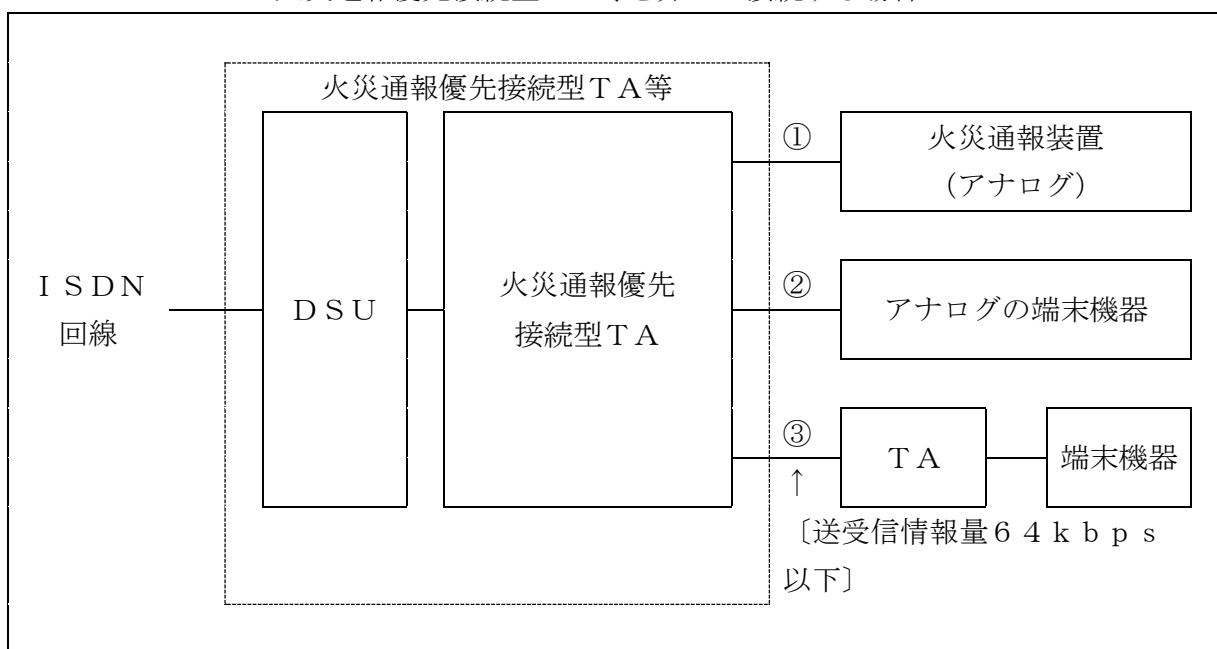 火災通報優先接続型ＴＡ等
ＩＳＤＮ
回線
ＤＳＵ
火災通報優先
接続型ＴＡ
①
火災通報装置
（アナログ）
②
アナログの端末機器
③
ＴＡ
端末機器
↑
〔送受信情報量６４ｋｂｐｓ
以下〕